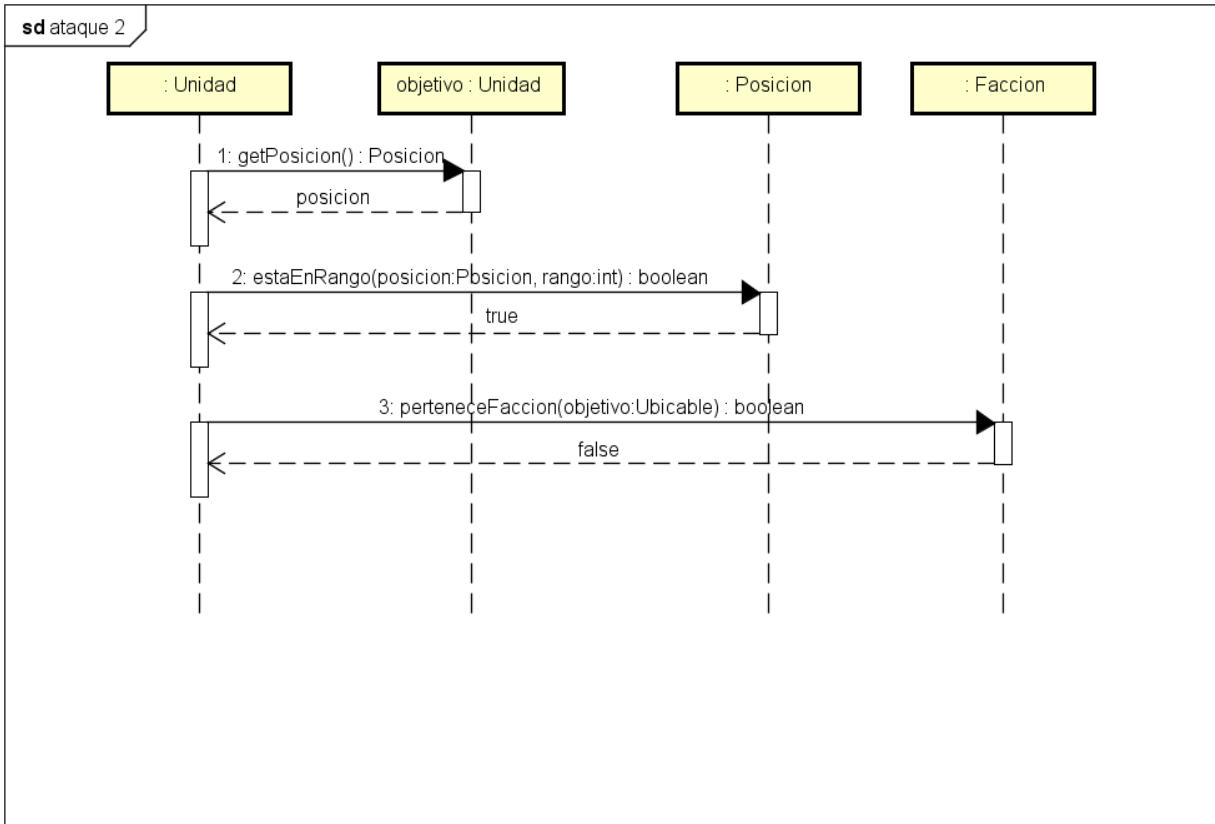 sd ataque 2
: Unidad
objetivo : Unidad
: Posicion
: Faccion
1: getPosicion() : Posicion
posicion
2: estaEnRango(posicion:Posicion, rango:int) : boolean
true
3: perteneceFaccion(objetivo:Ubicable) : boolean
false